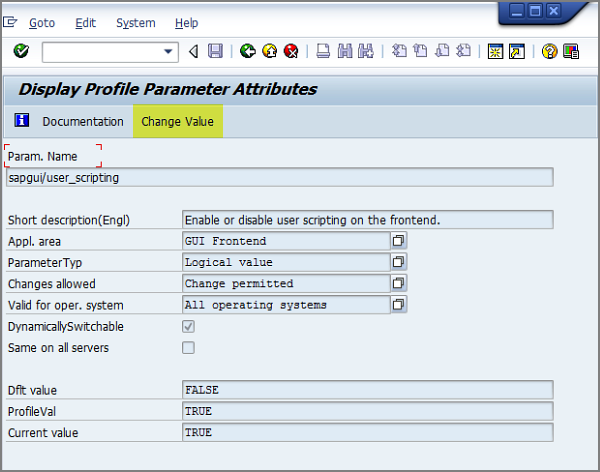 Goto Edit System Help
Display Profile Parameter Attributes
Documentation Change Value
Param. Name
sapgui/user_scripting
Short description(Engl) Enable or disable user scripting on the frontend.
Appl. area GUI Frontend
ParameterTyp Logical value
Changes allowed Change permitted
Valid for oper. system All operating systems
DynamicallySwitchable
Same on all servers
Dflt value FALSE
ProfileVal TRUE
Current value TRUE